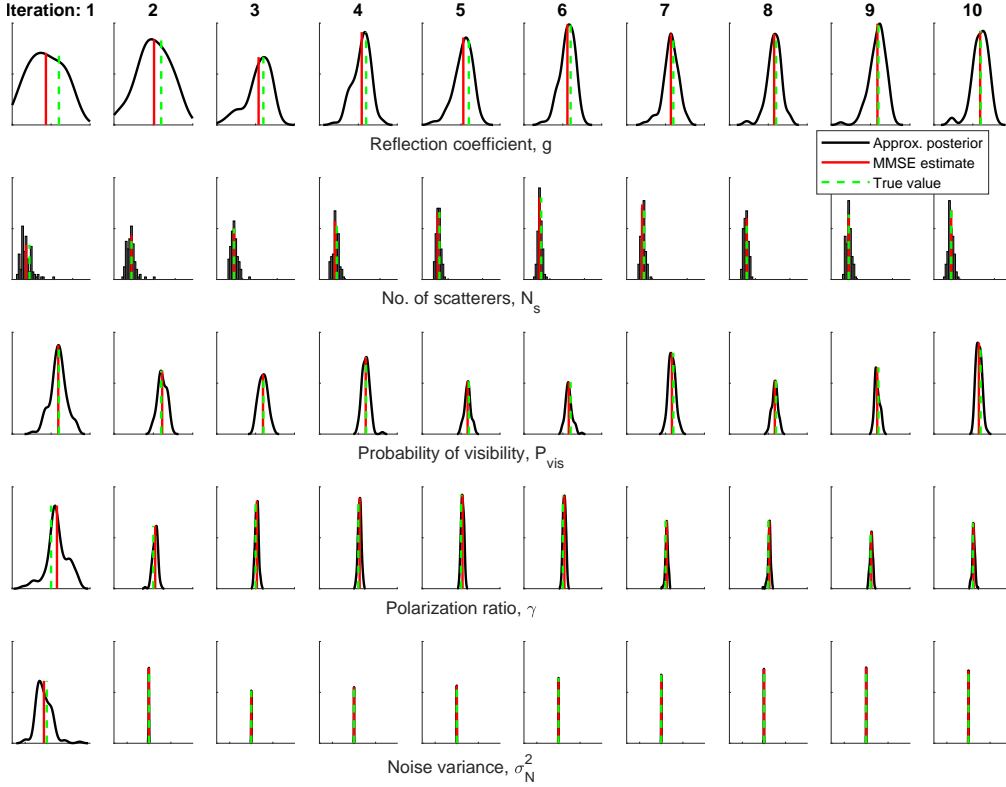 Iteration: 1 2 3 4 5 6 7 8 9 10
Reflection coefficient, g
Approx. posterior
MMSE estimate
True value
No. of scatterers, N_s
Probability of visibility, P_vis
Polarization ratio, γ
Noise variance, σ_N^2